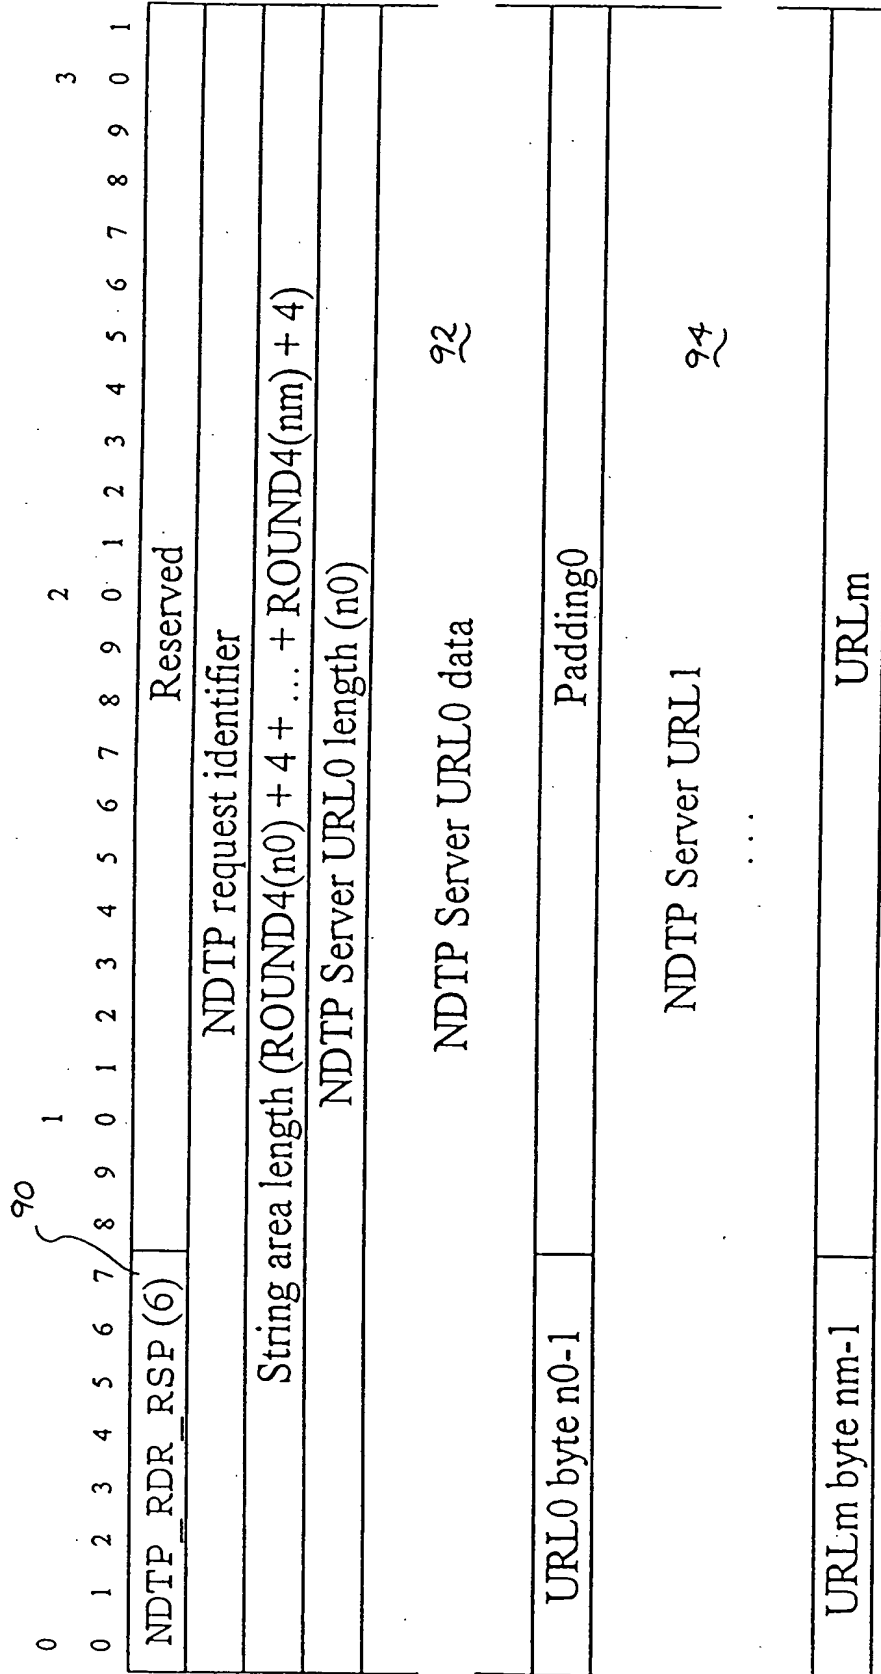 90
0 1 2 3
0 1 2 3 4 5 6 7 8 9 0 1 2 3 4 5 6 7 8 9 0 1 2 3 4 5 6 7 8 9 0 1
NDTP_RDR_RSP (6) Reserved
NDTP request identifier
String area length (ROUND4(n0) + 4 + ... + ROUND4(nm) + 4)
NDTP Server URL0 length (n0)
NDTP Server URL0 data 92
URL0 byte n0-1 Padding0
NDTP Server URL1 94
...
URLm byte nm-1 URLm